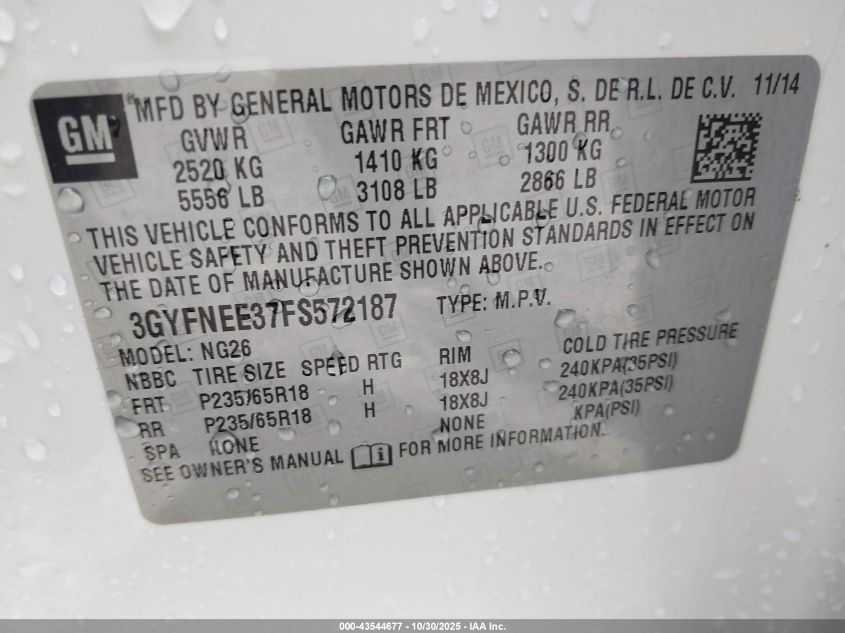 GM
MFD BY GENERAL MOTORS DE MEXICO, S. DE R.L. DE C.V. 11/14
GVWR GAWR FRT GAWR RR
2520 KG 1410 KG 1300 KG
5556 LB 3108 LB 2866 LB
THIS VEHICLE CONFORMS TO ALL APPLICABLE U.S. FEDERAL MOTOR
VEHICLE SAFETY AND THEFT PREVENTION STANDARDS IN EFFECT ON
THE DATE OF MANUFACTURE SHOWN ABOVE.
3GYFNEE37FS572187 TYPE: M.P.V.
MODEL: NG26
NBBC TIRE SIZE SPEED RTG RIM COLD TIRE PRESSURE
FRT P235/65R18 H 18X8J 240KPA(35PSI)
RR P235/65R18 H 18X8J 240KPA(35PSI)
SPA NONE NONE KPA(PSI)
SEE OWNER'S MANUAL FOR MORE INFORMATION.
000-43544677 - 10/30/2025 - IAA Inc.